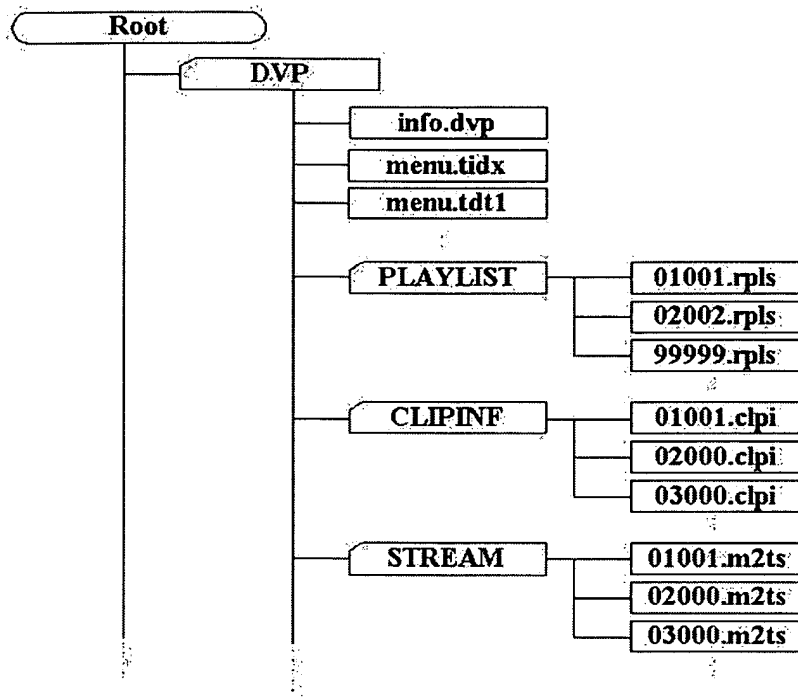 Root
DVP
info.dvp
menu.tidx
menu.tdt1
PLAYLIST
01001.rpls
02002.rpls
99999.rpls
CLIPINF
01001.clpi
02000.clpi
03000.clpi
STREAM
01001.m2ts
02000.m2ts
03000.m2ts